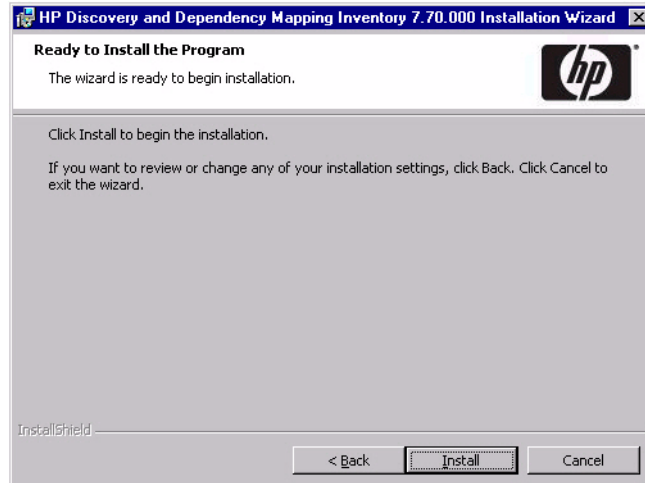 HP Discovery and Dependency Mapping Inventory 7.70.000 Installation Wizard
Ready to Install the Program
The wizard is ready to begin installation.
hp
Click Install to begin the installation.
If you want to review or change any of your installation settings, click Back. Click Cancel to
exit the wizard.
InstallShield
< Back
Install
Cancel